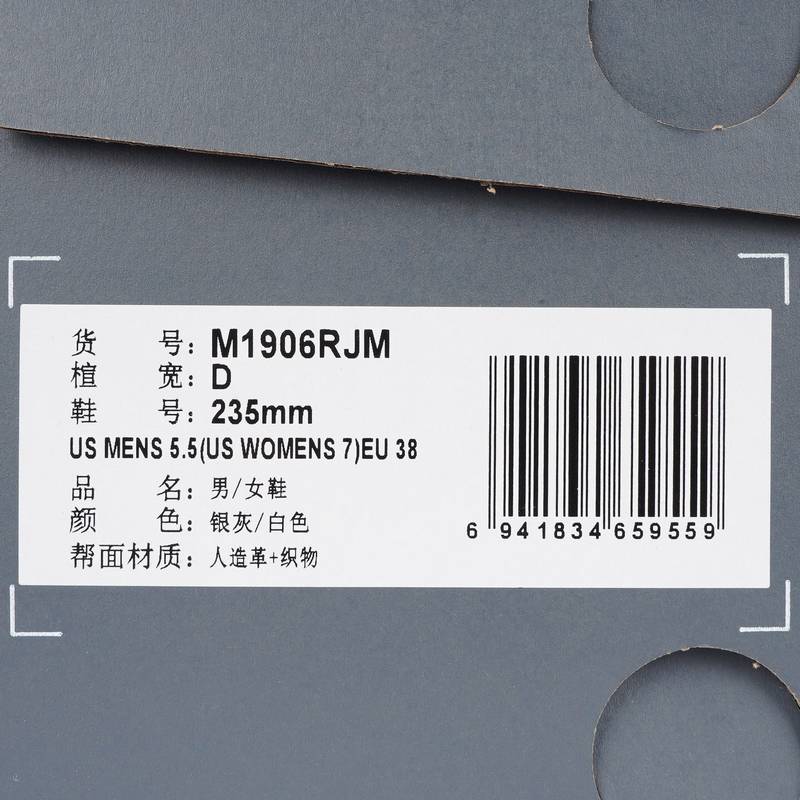 货号：M1906RJM
楦宽：D
鞋号：235mm
US MENS 5.5(US WOMENS 7)EU 38
品名：男/女鞋
颜色：银灰/白色
帮面材质：人造革+织物
6 941834 659559